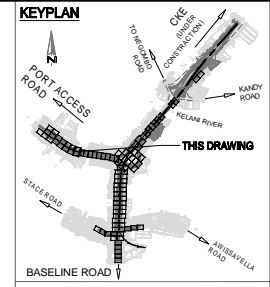 KEYPLAN
N
CKE
(UNDER
CONSTRACTION)
TO NEGOMBO
ROAD
PORT ACCESS
ROAD
KANDY
ROAD
KELANI RIVER
THIS DRAWING
STACE ROAD
AWISSAVELLA
ROAD
BASELINE ROAD